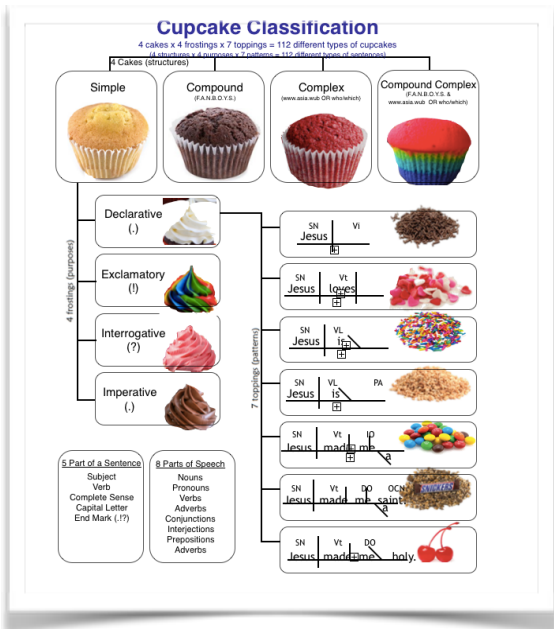 Cupcake Classification
4 cakes x 4 frostings x 7 toppings = 112 different types of cupcakes
(4 structures x 4 purposes x 7 patterns = 112 different types of sentences)
4 Cakes (structures)
Simple
Compound
(F.A.N.B.O.Y.S.)
Complex
(www.asia.wub OR who/which)
Compound Complex
(F.A.N.B.O.Y.S. &
www.asia.wub OR who/which)
4 frostings (purposes)
Declarative
(.)
Exclamatory
(!)
Interrogative
(?)
Imperative
(.)
7 toppings (patterns)
SN Vi
Jesus
SN Vt
Jesus loves
SN VL
Jesus is
SN VL PA
Jesus is
SN Vt IO
Jesus made me
a
SN Vt DO OCN
Jesus made me saint
a
SNICKERS
SN Vt DO
Jesus made me holy.
5 Part of a Sentence
Subject
Verb
Complete Sense
Capital Letter
End Mark (.!?)
8 Parts of Speech
Nouns
Pronouns
Verbs
Adverbs
Conjunctions
Interjections
Prepositions
Adverbs